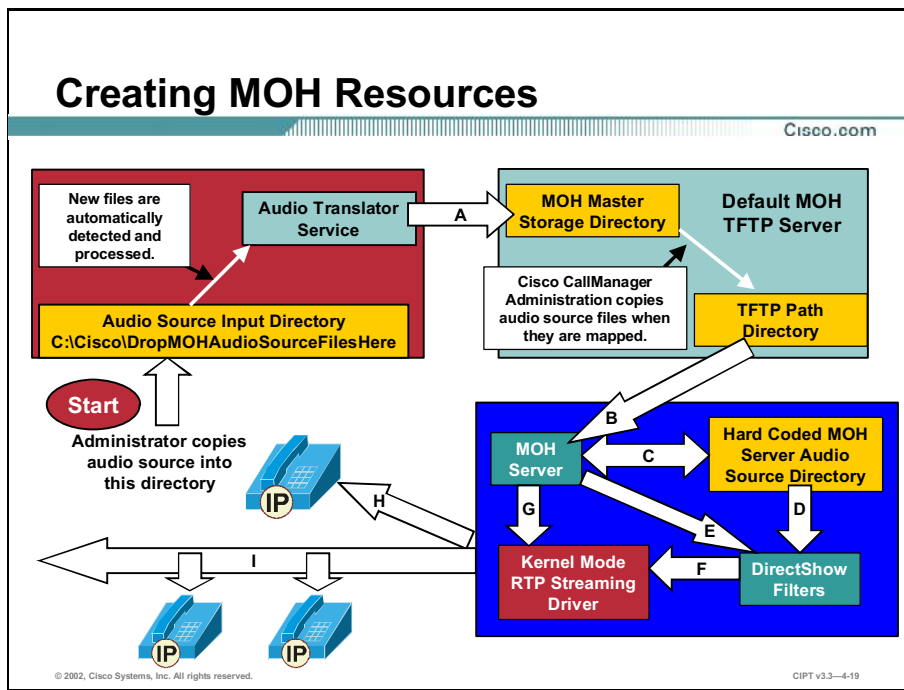 Creating MOH Resources
Cisco.com
New files are
automatically
detected and
processed.
Audio Translator
Service
A
MOH Master
Storage Directory
Default MOH
TFTP Server
Cisco CallManager
Administration copies
audio source files when
they are mapped.
TFTP Path
Directory
Audio Source Input Directory
C:\Cisco\DropMOHAudioSourceFilesHere
Start
Administrator copies
audio source into
this directory
B
MOH
Server
C
Hard Coded MOH
Server Audio
Source Directory
D
E
G
H
IP
I
Kernel Mode
RTP Streaming
Driver
F
DirectShow
Filters
IP
IP
© 2002, Cisco Systems, Inc. All rights reserved.
CIPT v3.3—4-19